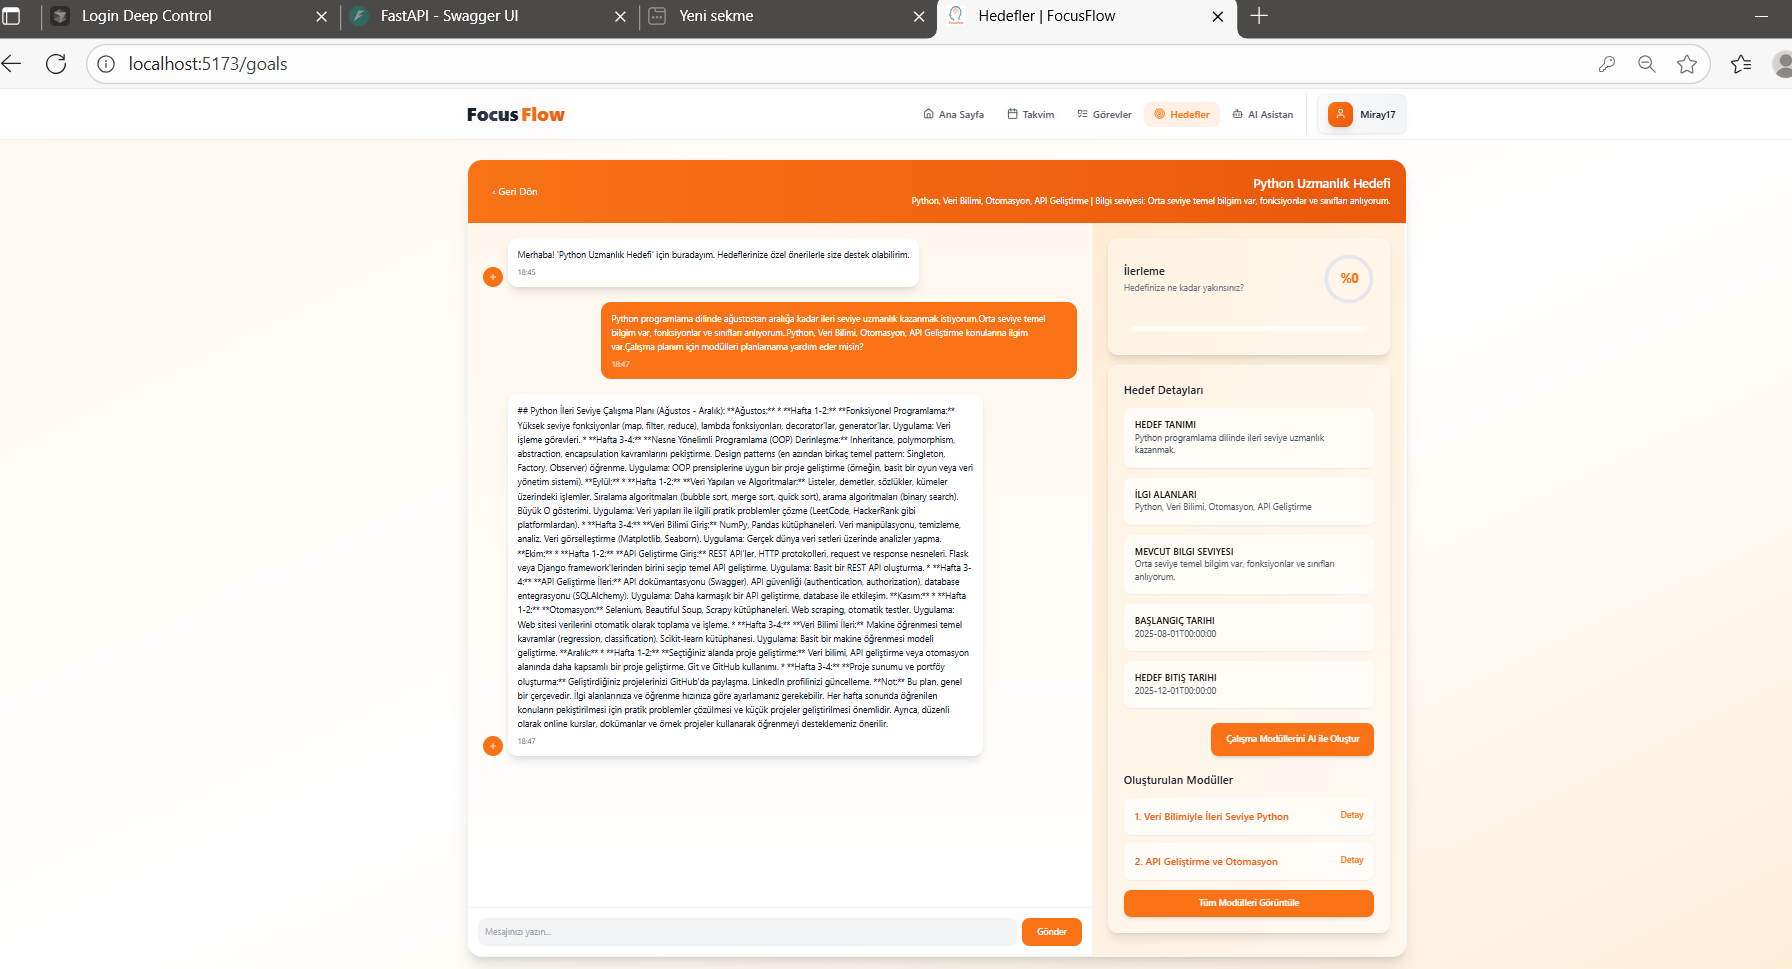 Login Deep Control
FastAPI - Swagger UI
Yeni sekme
Hedefler | FocusFlow
localhost:5173/goals
FocusFlow
Ana Sayfa
Takvim
Görevler
Hedefler
AI Asistan
Miray17
‹ Geri Dön
Python Uzmanlık Hedefi
Python, Veri Bilimi, Otomasyon, API Geliştirme | Bilgi seviyesi: Orta seviye temel bilgim var, fonksiyonlar ve sınıfları anlıyorum.
Merhaba! 'Python Uzmanlık Hedefi' için buradayım. Hedeflerinize özel önerilerle size destek olabilirim.
18:45
Python programlama dilinde ağustostan aralığa kadar ileri seviye uzmanlık kazanmak istiyorum.Orta seviye temel
bilgim var, fonksiyonlar ve sınıfları anlıyorum..Python, Veri Bilimi, Otomasyon, API Geliştirme konularına ilgim
var.Çalışma planım için modülleri planlamama yardım eder misin?
18:47
## Python İleri Seviye Çalışma Planı (Ağustos - Aralık): **Ağustos:** * **Hafta 1-2:** **Fonksiyonel Programlama:**
Yüksek seviye fonksiyonlar (map, filter, reduce), lambda fonksiyonları, decorator'lar, generator'lar. Uygulama: Veri
işleme görevleri. * **Hafta 3-4:** **Nesne Yönelimli Programlama (OOP) Derinleşme:** Inheritance, polymorphism,
abstraction, encapsulation kavramlarını pekiştirme. Design patterns (en azından birkaç temel pattern: Singleton,
Factory, Observer) öğrenme. Uygulama: OOP prensiplerine uygun bir proje geliştirme (örneğin, basit bir oyun veya veri
yönetim sistemi). **Eylül:** * **Hafta 1-2:** **Veri Yapıları ve Algoritmalar:** Listeler, demetler, sözlükler, kümeler
üzerindeki işlemler. Sıralama algoritmaları (bubble sort, merge sort, quick sort), arama algoritmaları (binary search).
Büyük O gösterimi. Uygulama: Veri yapıları ile ilgili pratik problemler çözme (LeetCode, HackerRank gibi
platformlardan). * **Hafta 3-4:** **Veri Bilimi Giriş:** NumPy, Pandas kütüphaneleri. Veri manipülasyonu, temizleme,
analiz. Veri görselleştirme (Matplotlib, Seaborn). Uygulama: Gerçek dünya veri setleri üzerinde analizler yapma.
**Ekim:** * **Hafta 1-2:** **API Geliştirme Giriş:** REST API'ler, HTTP protokolleri, request ve response nesneleri. Flask
veya Django framework'lerinden birini seçip temel API geliştirme. Uygulama: Basit bir REST API oluşturma. * **Hafta 3-
4:** **API Geliştirme İleri:** API dokümantasyonu (Swagger), API güvenliği (authentication, authorization), database
entegrasyonu (SQLAlchemy). Uygulama: Daha karmaşık bir API geliştirme, database ile etkileşim. **Kasım:** * **Hafta
1-2:** **Otomasyon:** Selenium, Beautiful Soup, Scrapy kütüphaneleri. Web scraping, otomatik testler. Uygulama:
Web sitesi verilerini otomatik olarak toplama ve işleme. * **Hafta 3-4:** **Veri Bilimi İleri:** Makine öğrenmesi temel
kavramlar (regression, classification). Scikit-learn kütüphanesi. Uygulama: Basit bir makine öğrenmesi modeli
geliştirme. **Aralık:** * **Hafta 1-2:** **Seçtiğiniz alanda proje geliştirme:** Veri bilimi, API geliştirme veya otomasyon
alanında daha kapsamlı bir proje geliştirme. Git ve GitHub kullanımı. * **Hafta 3-4:** **Proje sunumu ve portföy
oluşturma:** Geliştirdiğiniz projelerinizi GitHub'da paylaşma. LinkedIn profilinizi güncelleme. **Not:** Bu plan, genel
bir çerçevedir. İlgi alanlarınıza ve öğrenme hızınıza göre ayarlamanız gerekebilir. Her hafta sonunda öğrenilen
konuların pekiştirilmesi için pratik problemler çözülmesi ve küçük projeler geliştirilmesi önemlidir. Ayrıca, düzenli
olarak online kurslar, dokümanlar ve örnek projeler kullanarak öğrenmeyi desteklemeniz önerilir.
18:47
Mesajınızı yazın...
Gönder
İlerleme
Hedefinize ne kadar yakınsınız?
%0
Hedef Detayları
HEDEF TANIMI
Python programlama dilinde ileri seviye uzmanlık
kazanmak.
İLGI ALANLARI
Python, Veri Bilimi, Otomasyon, API Geliştirme
MEVCUT BILGI SEVIYESI
Orta seviye temel bilgim var, fonksiyonlar ve sınıfları
anlıyorum.
BAŞLANGIÇ TARIHI
2025-08-01T00:00:00
HEDEF BITIŞ TARIHI
2025-12-01T00:00:00
Çalışma Modüllerini AI ile Oluştur
Oluşturulan Modüller
1. Veri Bilimiyle İleri Seviye Python
Detay
2. API Geliştirme ve Otomasyon
Detay
Tüm Modülleri Görüntüle